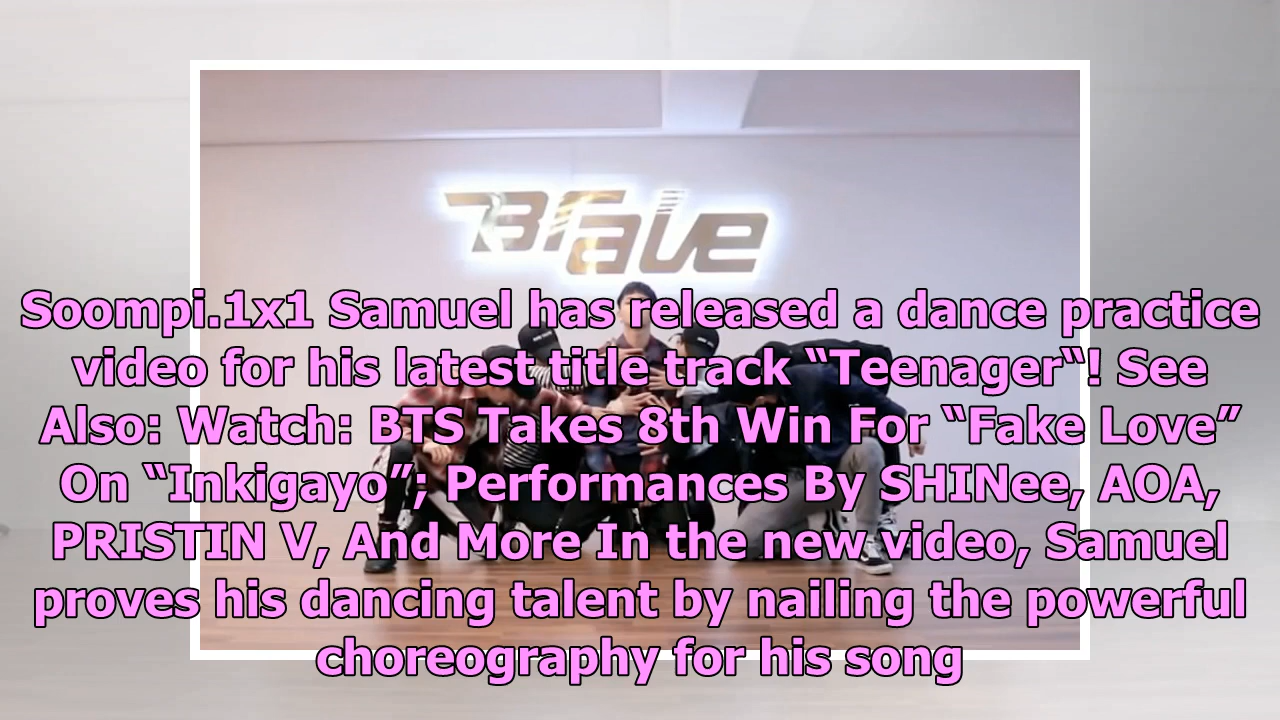 Brave
Soompi.1x1 Samuel has released a dance practice
video for his latest title track “Teenager“! See
Also: Watch: BTS Takes 8th Win For “Fake Love”
On “Inkigayo”; Performances By SHINee, AOA,
PRISTIN V, And More In the new video, Samuel
proves his dancing talent by nailing the powerful
choreography for his song